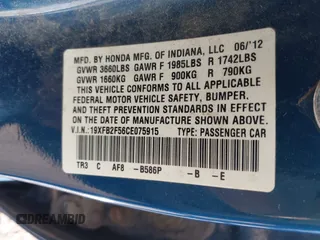 MFD. BY HONDA MFG. OF INDIANA, LLC 06/'12
GVWR 3660LBS GAWR F 1985LBS R 1742LBS
GVWR 1660KG GAWR F 900KG R 790KG
THIS VEHICLE CONFORMS TO ALL APPLICABLE
FEDERAL MOTOR VEHICLE SAFETY, BUMPER, AND
THEFT PREVENTION STANDARDS IN EFFECT ON
THE DATE OF MANUFACTURE SHOWN ABOVE.
V.I.N.:19XFB2F56CE075915 TYPE: PASSENGER CAR
TR3 C AF8 -B586P -B -E
AUTOBIDMASTER